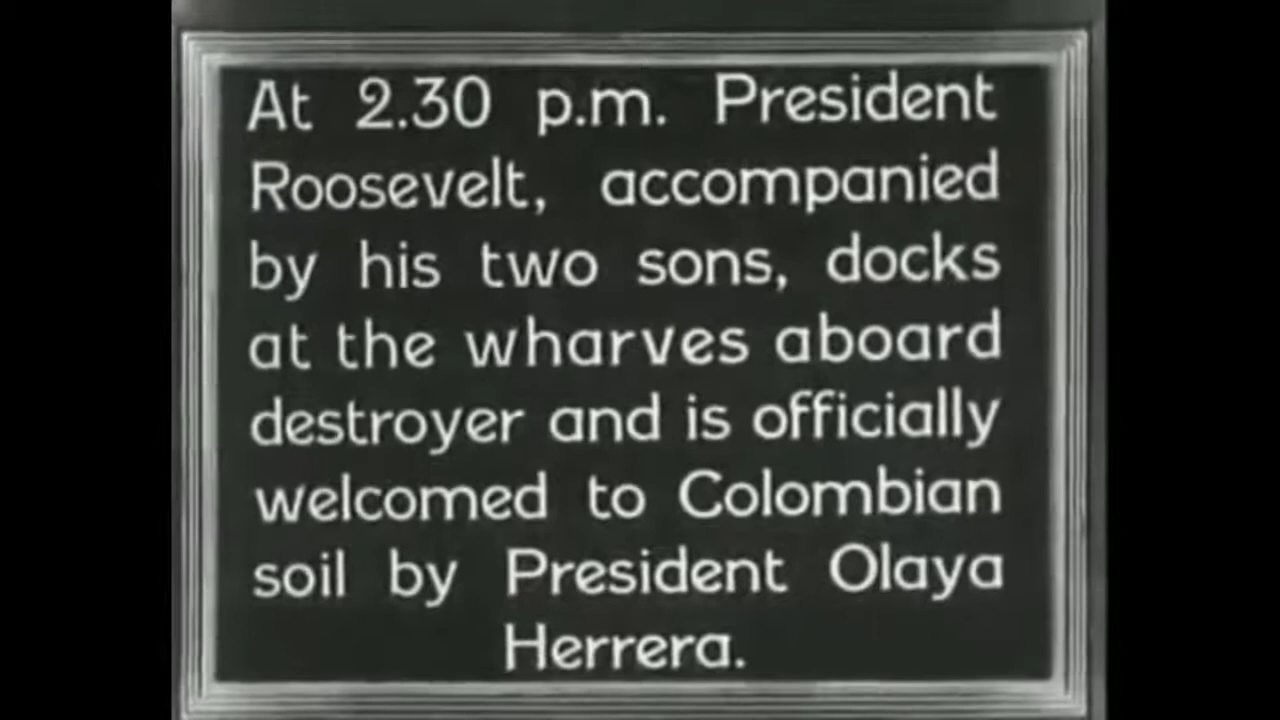 At 2.30 p.m. President
Roosevelt, accompanied
by his two sons, docks
at the wharves aboard
destroyer and is officially
welcomed to Colombian
soil by President Olaya
Herrera.